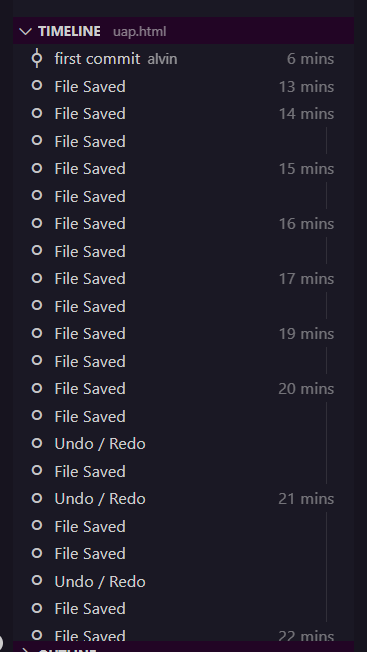 TIMELINE uap.html
first commit alvin 6 mins
File Saved 13 mins
File Saved 14 mins
File Saved
File Saved 15 mins
File Saved
File Saved 16 mins
File Saved
File Saved 17 mins
File Saved
File Saved 19 mins
File Saved
File Saved 20 mins
File Saved
Undo / Redo
File Saved
Undo / Redo 21 mins
File Saved
File Saved
Undo / Redo
File Saved
File Saved 22 mins
OUTLINE